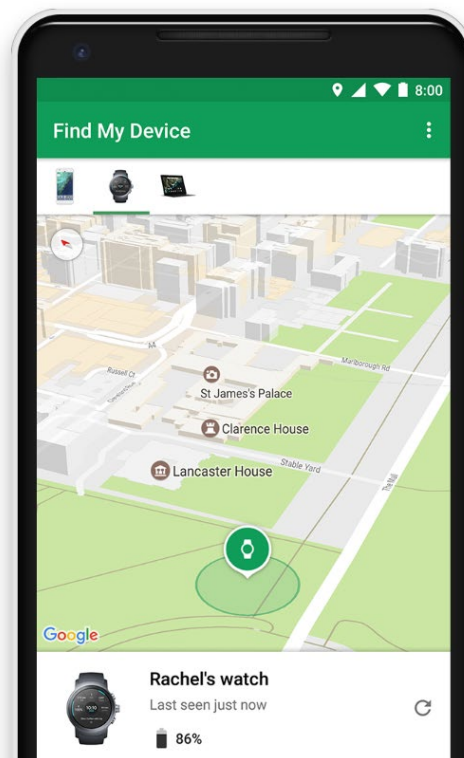 8:00
Find My Device
A4
Marlborough Rd
Russell Ct
St James's Palace
Clarence House
Stable Yard
Lancaster House
The Mall
Google
Rachel's watch
Last seen just now
86%